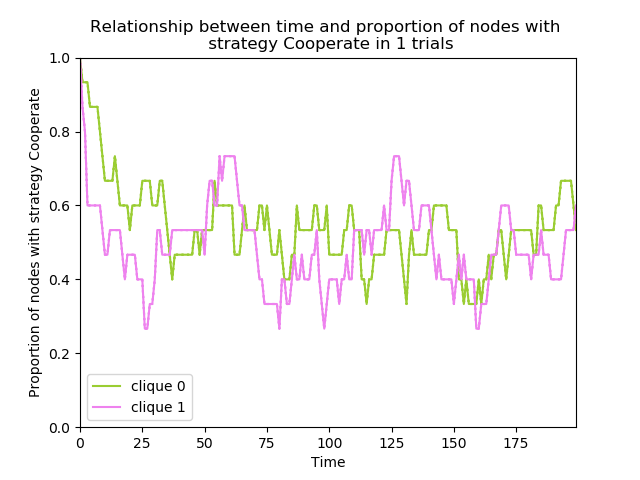 Relationship between time and proportion of nodes with
strategy Cooperate in 1 trials
Proportion of nodes with strategy Cooperate
1.0
0.8
0.6
0.4
0.2
0.0
clique 0
clique 1
0 25 50 75 100 125 150 175
Time